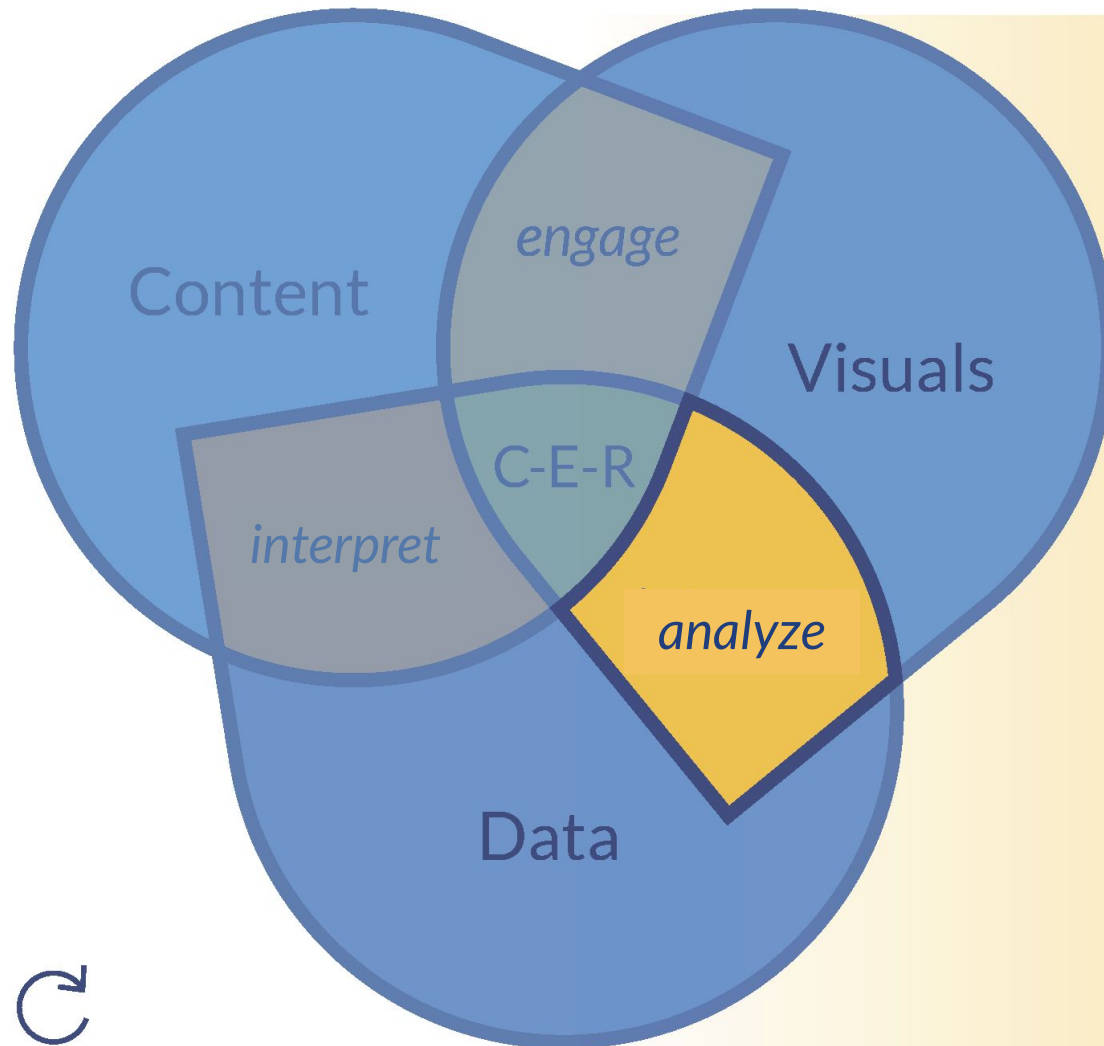 engage
Content
Visuals
C-E-R
interpret
analyze
Data